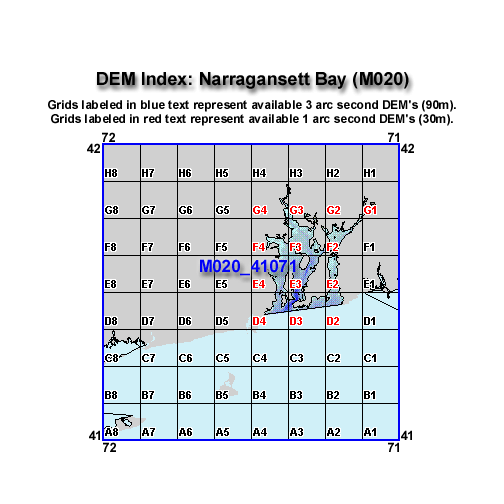 DEM Index: Narragansett Bay (M020)
Grids labeled in blue text represent available 3 arc second DEM's (90m).
Grids labeled in red text represent available 1 arc second DEM's (30m).
72 71
42 42
H8 H7 H6 H5 H4 H3 H2 H1
G8 G7 G6 G5 G4 G3 G2 G1
F8 F7 F6 F5 F4 F3 F2 F1
M020_41071
E8 E7 E6 E5 E4 E3 E2 E1
D8 D7 D6 D5 D4 D3 D2 D1
C8 C7 C6 C5 C4 C3 C2 C1
B8 B7 B6 B5 B4 B3 B2 B1
41 A8 A7 A6 A5 A4 A3 A2 A1 41
72 71